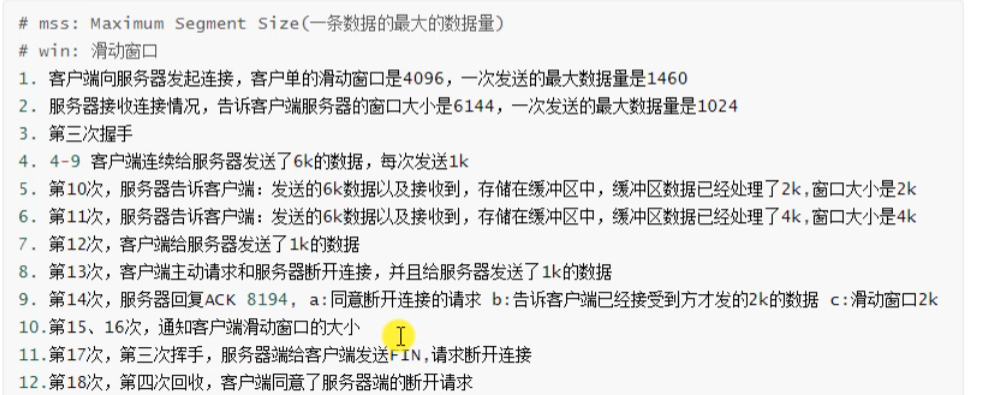 # mss: Maximum Segment Size(一条数据的最大的数据量)
# win: 滑动窗口
1. 客户端向服务器发起连接，客户单的滑动窗口是4096，一次发送的最大数据量是1460
2. 服务器接收连接情况，告诉客户端服务器的窗口大小是6144，一次发送的最大数据量是1024
3. 第三次握手
4. 4-9 客户端连续给服务器发送了6k的数据，每次发送1k
5. 第10次，服务器告诉客户端：发送的6k数据以及接收到，存储在缓冲区中，缓冲区数据已经处理了2k,窗口大小是2k
6. 第11次，服务器告诉客户端：发送的6k数据以及接收到，存储在缓冲区中，缓冲区数据已经处理了4k,窗口大小是4k
7. 第12次，客户端给服务器发送了1k的数据
8. 第13次，客户端主动请求和服务器断开连接，并且给服务器发送了1k的数据
9. 第14次，服务器回复ACK 8194, a:同意断开连接的请求 b:告诉客户端已经接受到方才发的2k的数据 c:滑动窗口2k
10.第15、16次，通知客户端滑动窗口的大小
11.第17次，第三次挥手，服务器端给客户端发送FIN,请求断开连接
12.第18次，第四次回收，客户端同意了服务器端的断开请求